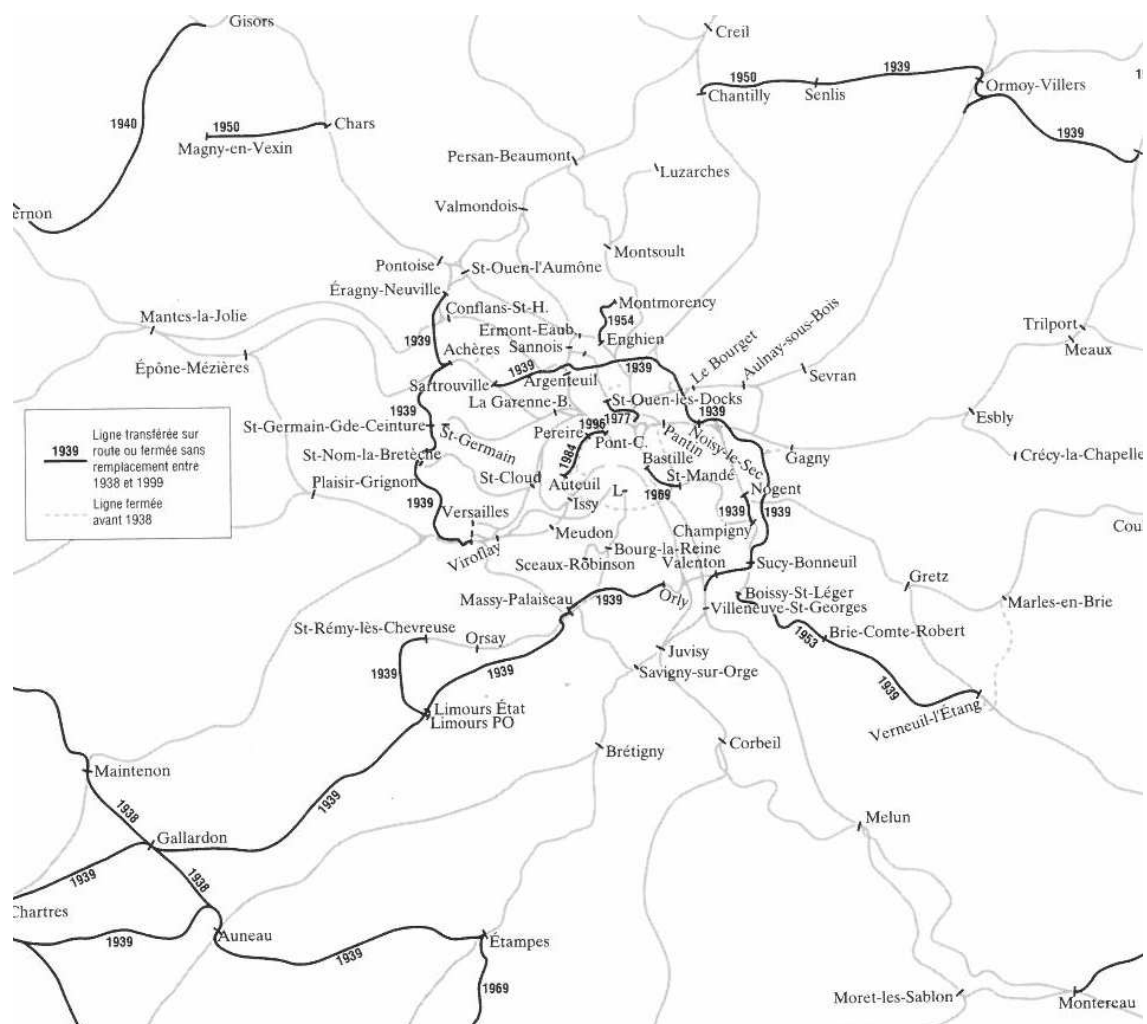 Gisors
Creil
1950
1939
Ormoy-Villers
Chantilly
Senlis
1940
1950
Chars
Magny-en-Vexin
1939
Persan-Beaumont
Luzarches
ernon
Valmondois
Montsoult
Pontoise
St-Ouen-l'Aumône
Éragny-Neuville
Conflans-St-H.
Montmorency
Mantes-la-Jolie
Ermont-Eaub.
1954
Trilport
1939
Sannois
Enghien
Meaux
Achères
Le Bourget
Aulnay-sous-Bois
Épône-Mézières
1939
1939
Sevran
Sartrouville
Argenteuil
1939
La Garenne-B.
St-Ouen-les-Docks
1939
Esbly
St-Germain-Gde-Ceinture
St-Germain
Pereire
1996
1977
Pont-C.
Pantin
Noisy-le-Sec
Gagny
Crécy-la-Chapelle
St-Nom-la-Bretèche
1984
Bastille
St-Mandé
Plaisir-Grignon
St-Cloud
Auteuil
L
1969
Nogent
1939
Versailles
Issy
1939
1939
Champigny
Cou
Viroflay
Meudon
Bourg-la-Reine
Sceaux-Robinson
Valenton
Sucy-Bonneuil
Gretz
1939
Ligne transférée sur
route ou fermée sans
remplacement entre
1938 et 1999
Ligne fermée
avant 1938
Massy-Palaiseau
1939
Orly
Boissy-St-Léger
Villeneuve-St-Georges
Marles-en-Brie
St-Rémy-lès-Chevreuse
Orsay
1953
Brie-Comte-Robert
Juvisy
Savigny-sur-Orge
1939
1939
1939
Limours État
Limours PO
Verneuil-l'Étang
Brétigny
Corbeil
Maintenon
1938
1939
Gallardon
Melun
1939
1938
Chartres
1939
Auneau
1939
Étampes
1969
Moret-les-Sablon
Montereau